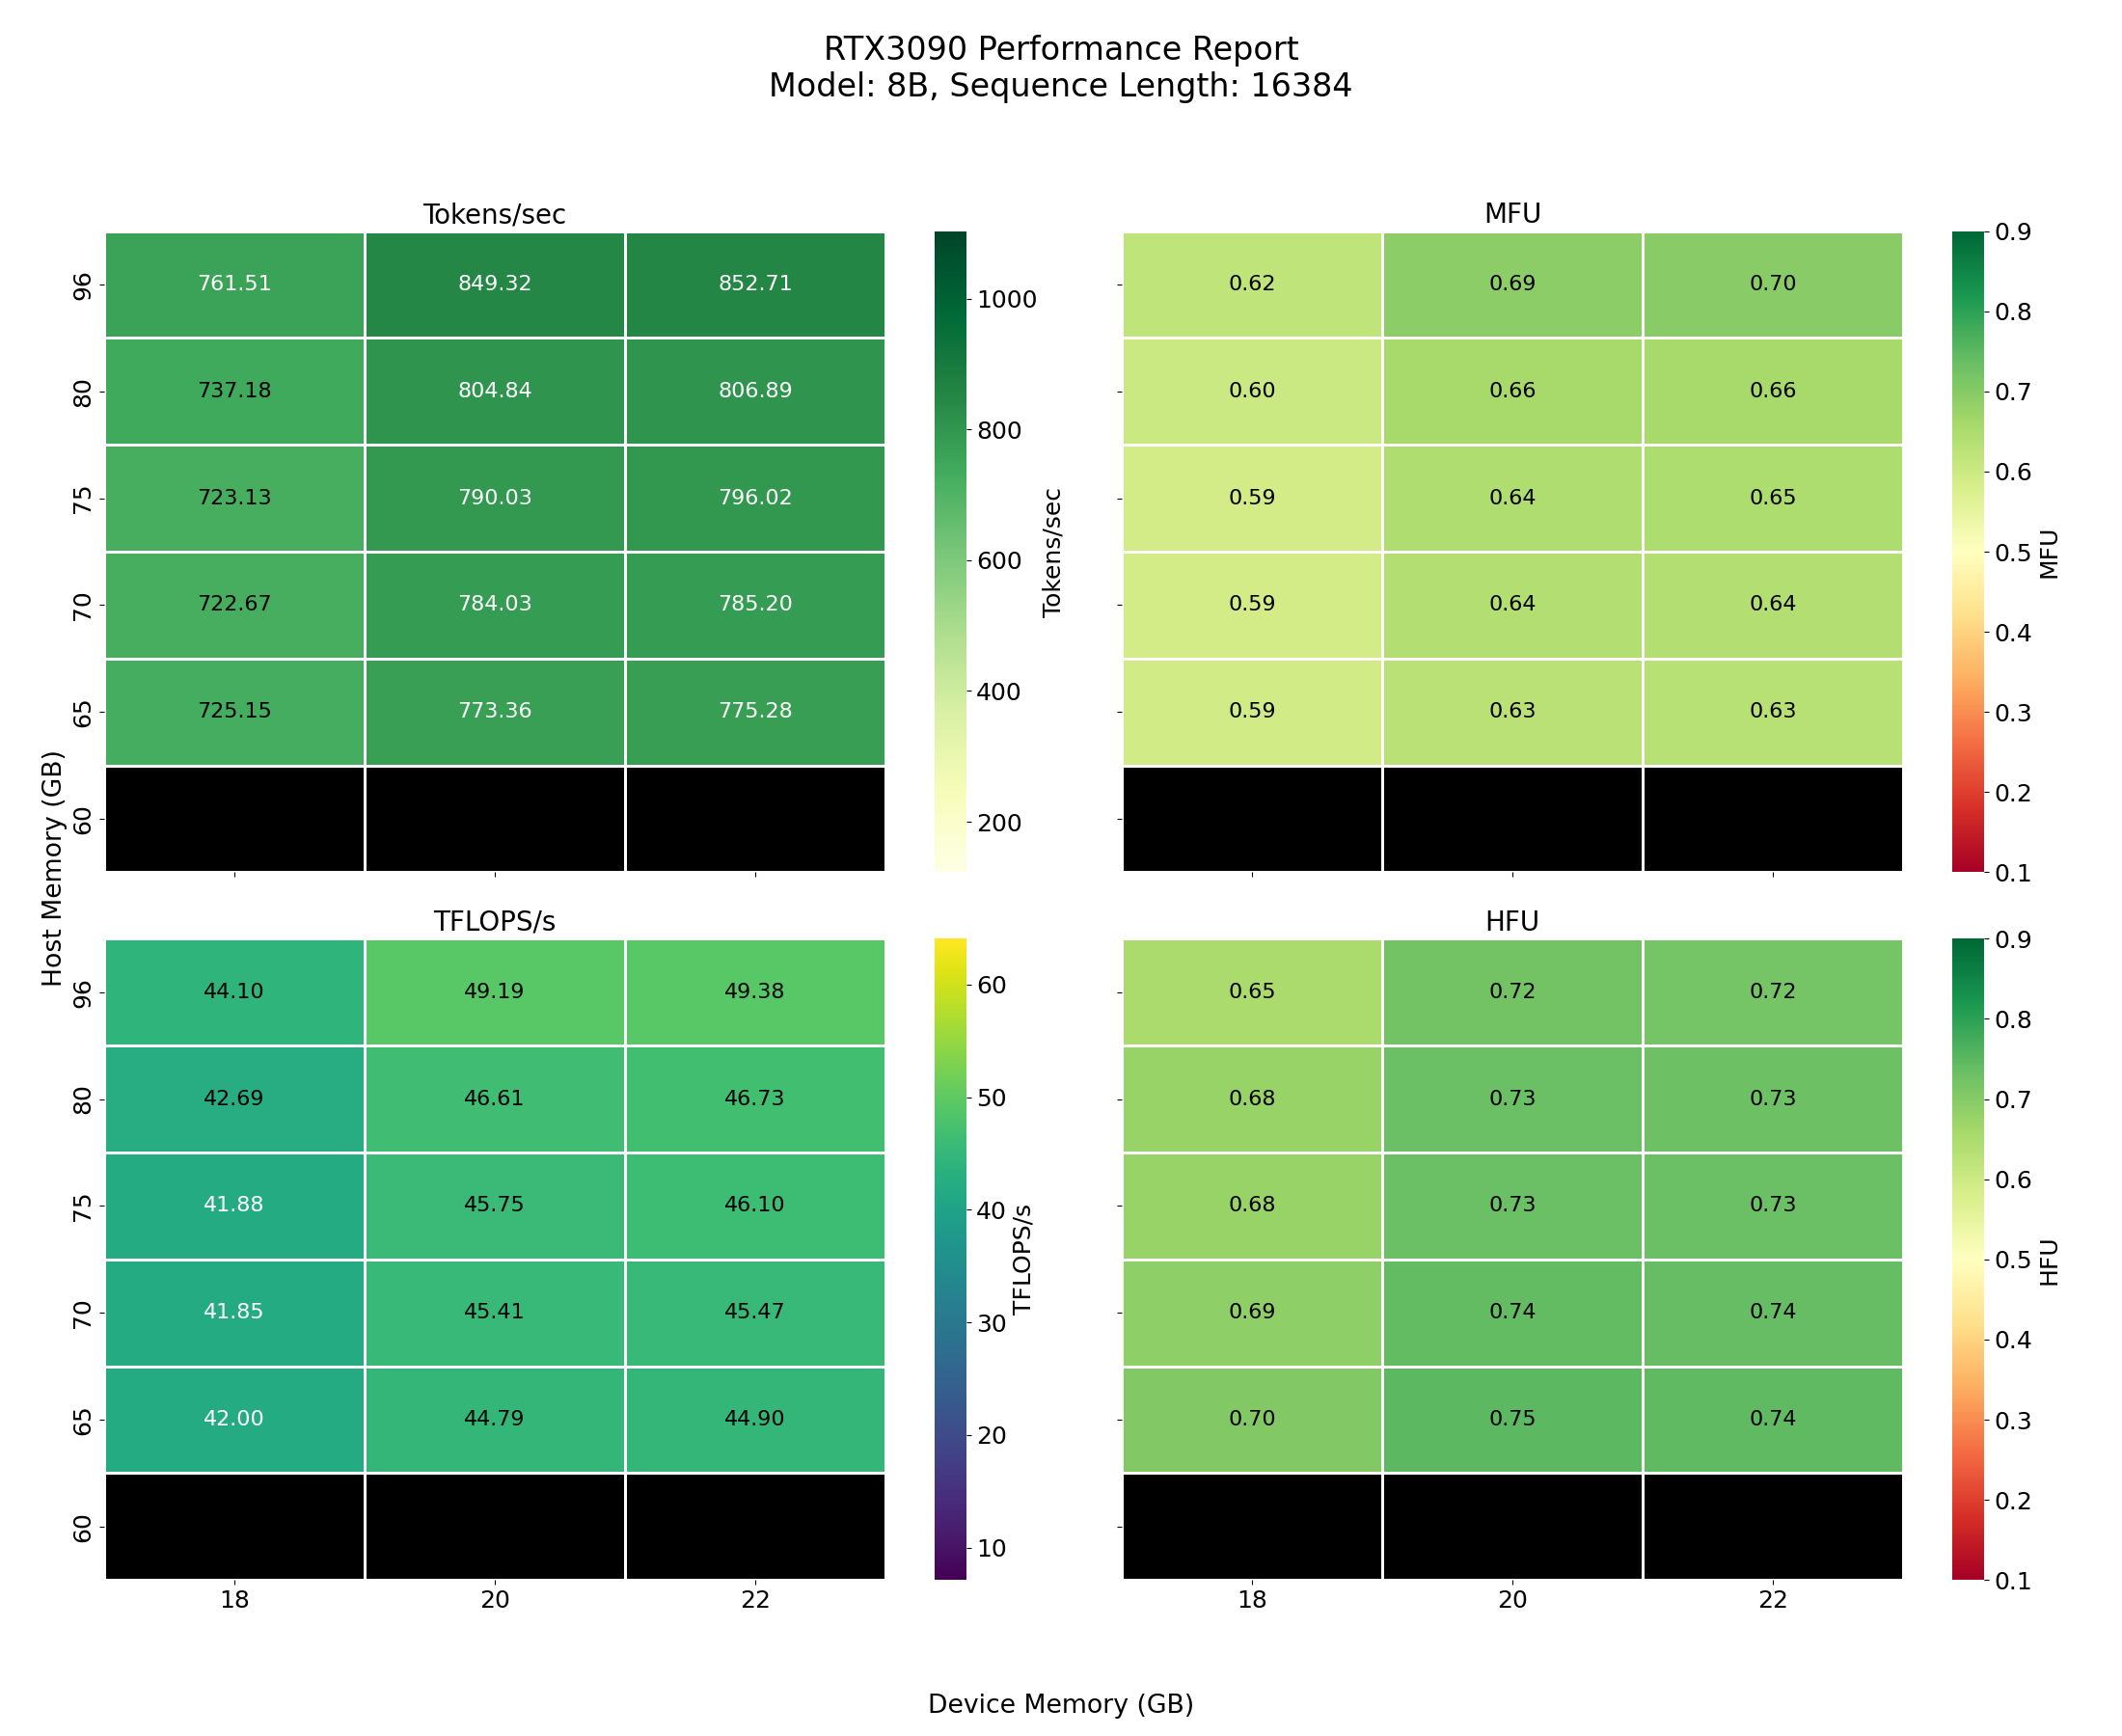 RTX3090 Performance Report
Model: 8B, Sequence Length: 16384
Tokens/sec
96 761.51 849.32 852.71
80 737.18 804.84 806.89
75 723.13 790.03 796.02
70 722.67 784.03 785.20
65 725.15 773.36 775.28
60
1000
800
600
400
200
Tokens/sec
MFU
0.62 0.69 0.70
0.60 0.66 0.66
0.59 0.64 0.65
0.59 0.64 0.64
0.59 0.63 0.63
0.9
0.8
0.7
0.6
0.5
0.4
0.3
0.2
0.1
MFU
Host Memory (GB)
TFLOPS/s
96 44.10 49.19 49.38
80 42.69 46.61 46.73
75 41.88 45.75 46.10
70 41.85 45.41 45.47
65 42.00 44.79 44.90
60
18 20 22
60
50
40
30
20
10
TFLOPS/s
HFU
0.65 0.72 0.72
0.68 0.73 0.73
0.68 0.73 0.73
0.69 0.74 0.74
0.70 0.75 0.74
18 20 22
0.9
0.8
0.7
0.6
0.5
0.4
0.3
0.2
0.1
HFU
Device Memory (GB)